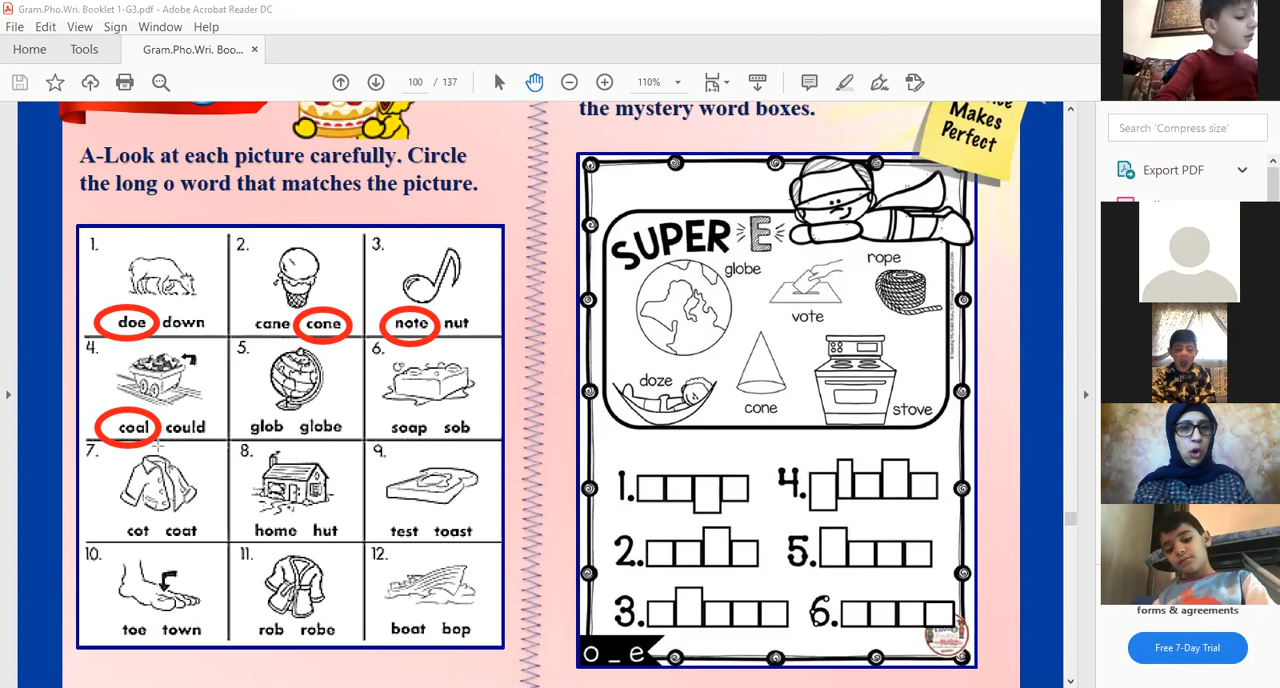 Gram.Pho.Wri. Booklet 1-G3.pdf - Adobe Acrobat Reader DC
File Edit View Sign Window Help
Home Tools Gram.Pho.Wri. Boo... ×
100 / 137 110%
Search 'Compress size'
Export PDF
A-Look at each picture carefully. Circle
the long o word that matches the picture.
1. 2. 3.
doe down cane cone note nut
4. 5. 6.
coal could glob globe soap sob
7. 8. 9.
cot coat home hut test toast
10. 11. 12.
toe town rob robe boat bop
the mystery word boxes.
Makes
Perfect
SUPER E
globe
rope
vote
doze
cone
stove
1. 4.
2. 5.
3. 6.
o _ e
forms & agreements
Free 7-Day Trial